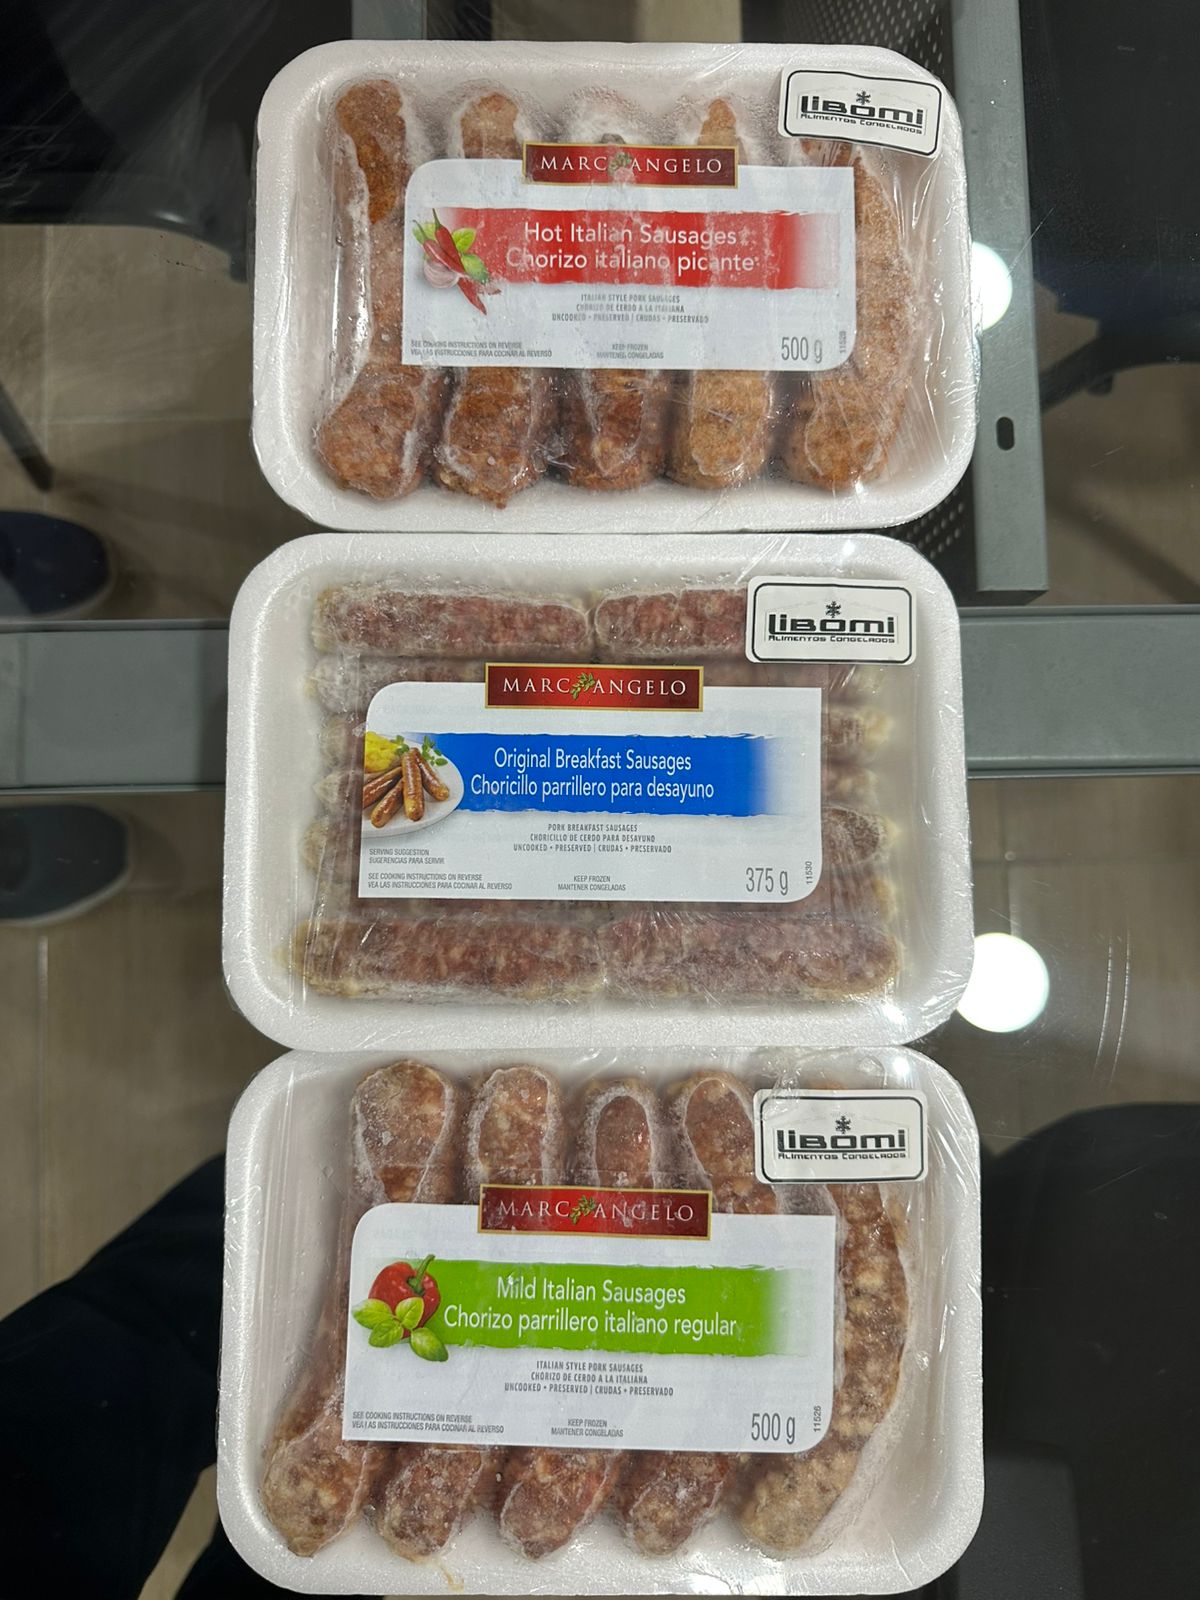 LIBOMI
ALIMENTOS CONGELADOS
MARC ANGELO
Hot Italian Sausages
Chorizo italiano picante
ITALIAN STYLE PORK SAUSAGES
CHORIZO DE CERDO A LA ITALIANA
UNCOOKED • PRESERVED | CRUDAS • PRESERVADO
SEE COOKING INSTRUCTIONS ON REVERSE
VEA LAS INSTRUCCIONES PARA COCINAR AL REVERSO
KEEP FROZEN
MANTENER CONGELADAS
500 g
LIBOMI
ALIMENTOS CONGELADOS
MARC ANGELO
Original Breakfast Sausages
Choricillo parrillero para desayuno
PORK BREAKFAST SAUSAGES
CHORICILLO DE CERDO PARA DESAYUNO
UNCOOKED • PRESERVED | CRUDAS • PRESERVADO
SERVING SUGGESTION
SUGERENCIAS PARA SERVIR
SEE COOKING INSTRUCTIONS ON REVERSE
VEA LAS INSTRUCCIONES PARA COCINAR AL REVERSO
KEEP FROZEN
MANTENER CONGELADAS
375 g
11530
LIBOMI
ALIMENTOS CONGELADOS
MARC ANGELO
Mild Italian Sausages
Chorizo parrillero italiano regular
ITALIAN STYLE PORK SAUSAGES
CHORIZO DE CERDO A LA ITALIANA
UNCOOKED • PRESERVED | CRUDAS • PRESERVADO
SEE COOKING INSTRUCTIONS ON REVERSE
VEA LAS INSTRUCCIONES PARA COCINAR AL REVERSO
KEEP FROZEN
MANTENER CONGELADAS
500 g
11526